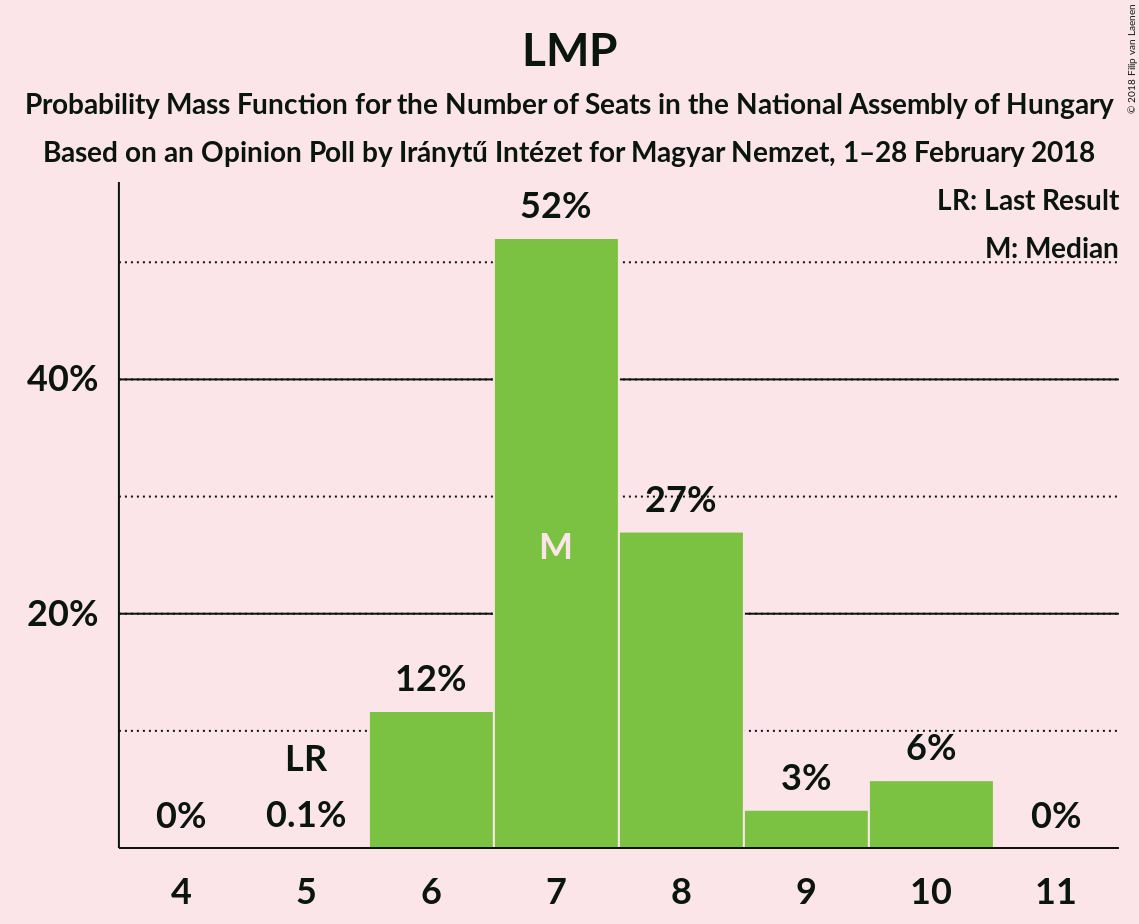 LMP
Probability Mass Function for the Number of Seats in the National Assembly of Hungary
Based on an Opinion Poll by Iránytű Intézet for Magyar Nemzet, 1–28 February 2018
© 2018 Filip van Laenen
LR: Last Result
M: Median
52%
40%
27%
M
20%
12%
LR
6%
3%
0%
0.1%
0%
4 5 6 7 8 9 10 11